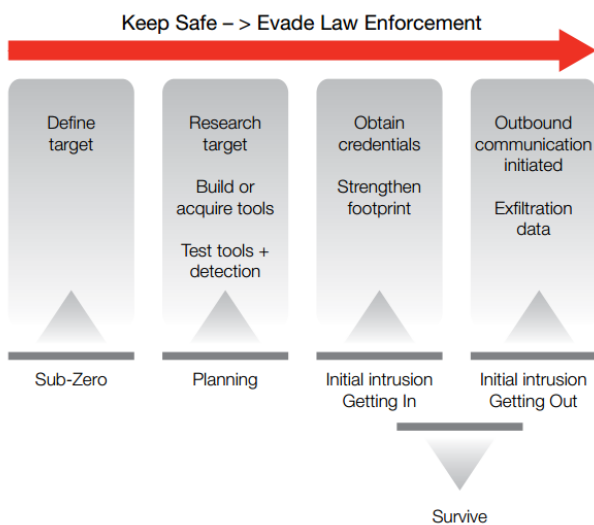 Keep Safe – > Evade Law Enforcement
Define
target
Research
target
Build or
acquire tools
Test tools +
detection
Obtain
credentials
Strengthen
footprint
Outbound
communication
initiated
Exfiltration
data
Sub-Zero
Planning
Initial intrusion
Getting In
Initial intrusion
Getting Out
Survive